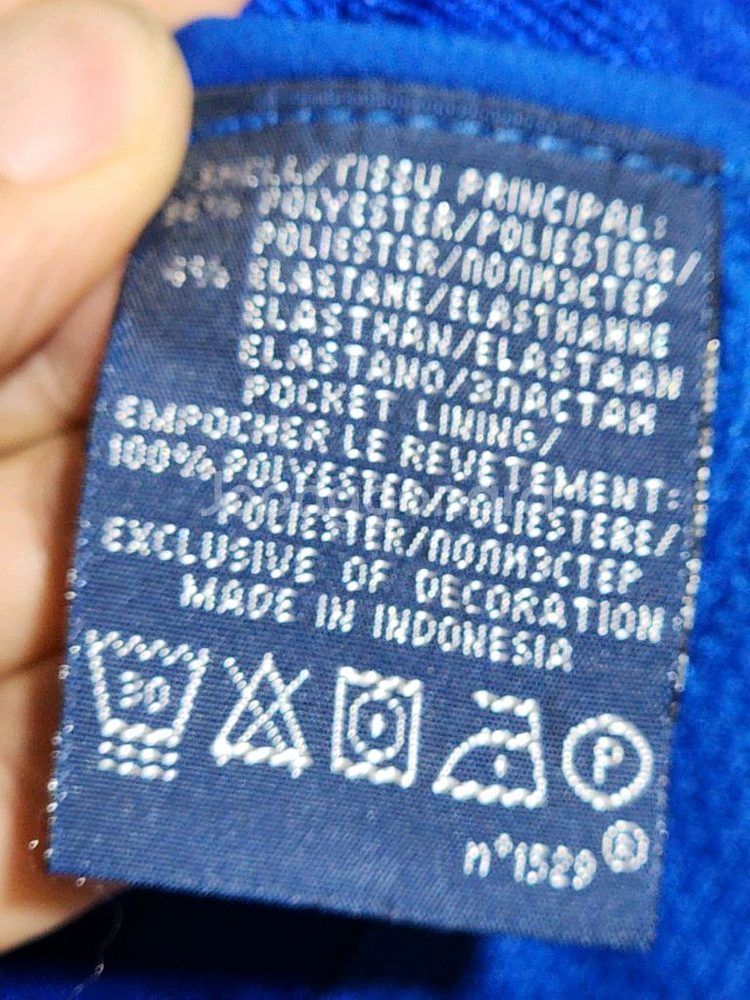 SHELL/TISSU PRINCIPAL:
POLYESTER/POLIESTERE/
POLIESTER/ПОЛИЭСТЕР
4% ELASTANE/ELASTHANNE
ELASTHAN/ELASTAAN
ELASTANO/ЭЛАСТАН
POCKET LINING/
EMPOCHER LE REVETEMENT:
100% POLYESTER/POLIESTERE/
POLIESTER/ПОЛИЭСТЕР
EXCLUSIVE OF DECORATION
MADE IN INDONESIA
30
P
n°1529